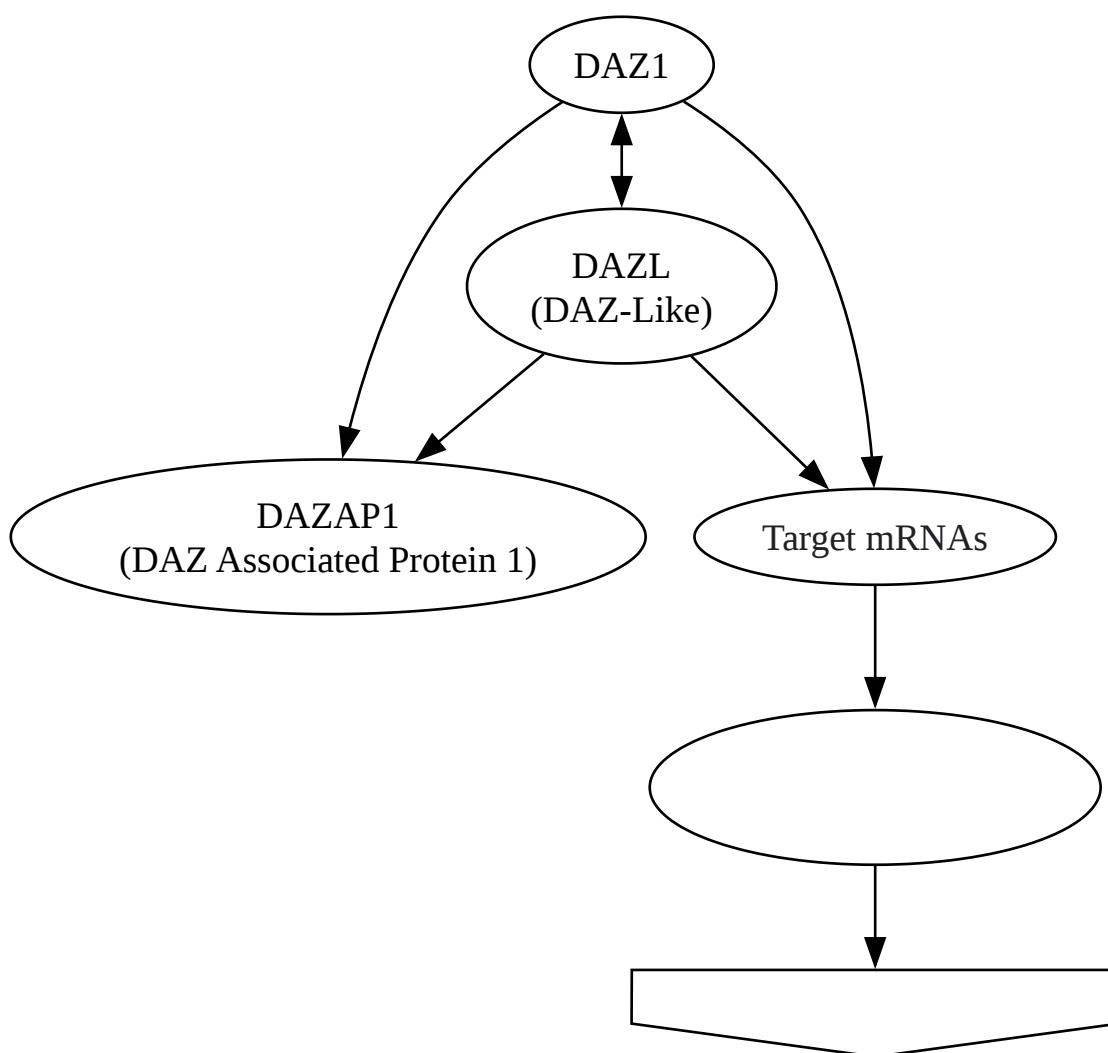 DAZ1
DAZL
(DAZ-Like)
DAZAP1
(DAZ Associated Protein 1)
Target mRNAs